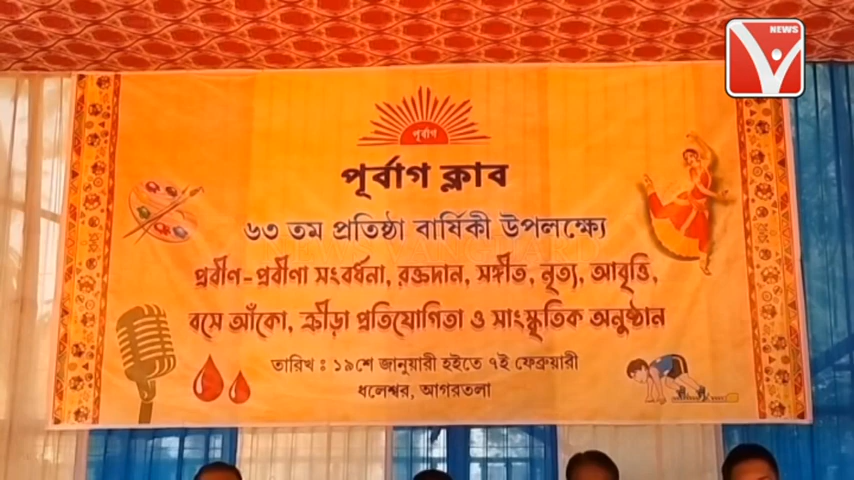 NEWS
পূর্বাগ
পূর্বাগ ক্লাব
৬৩ তম প্রতিষ্ঠা বার্ষিকী উপলক্ষ্যে
প্রবীণ-প্রবীণা সংবর্ধনা, রক্তদান, সঙ্গীত, নৃত্য, আবৃত্তি,
বসে আঁকো, ক্রীড়া প্রতিযোগিতা ও সাংস্কৃতিক অনুষ্ঠান
তারিখ : ১৯শে জানুয়ারী হইতে ৭ই ফেব্রুয়ারী
ধলেশ্বর, আগরতলা